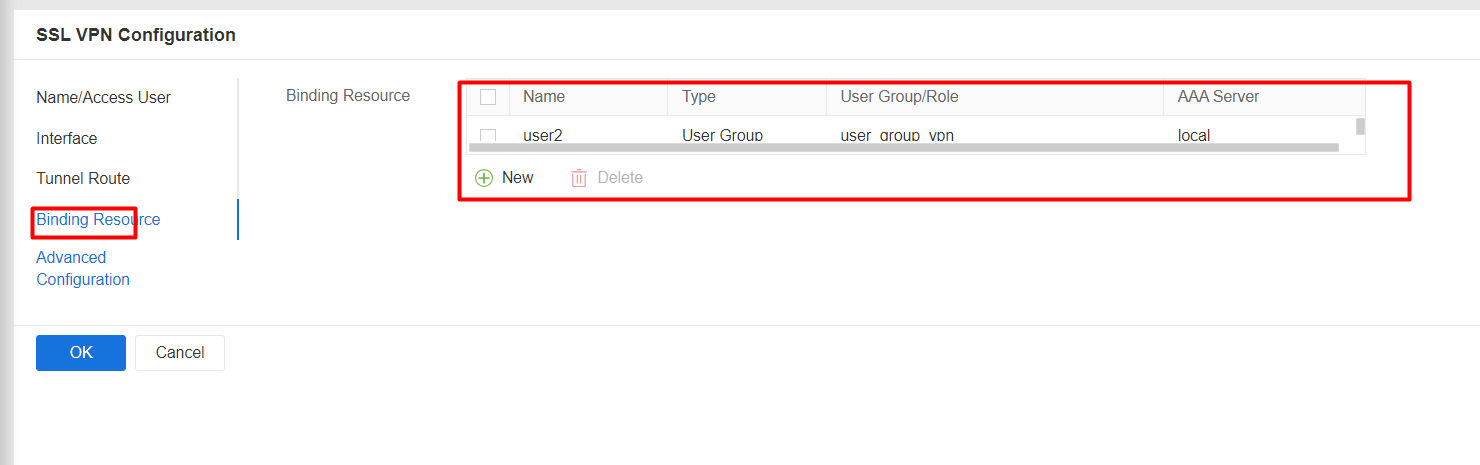 SSL VPN Configuration
Name/Access User
Interface
Tunnel Route
Binding Resource
Advanced
Configuration
Binding Resource
Name Type User Group/Role AAA Server
user2 User Group user_group_vpn local
New Delete
OK Cancel